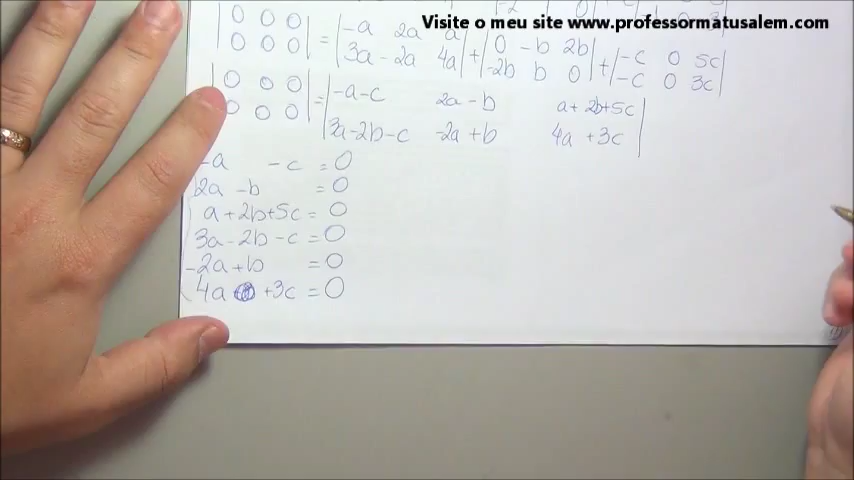 Visite o meu site www.professormatusalem.com
|0 0 0| |-a 2a a| |0 -b 2b| |-c 0 5c|
|0 0 0| = |3a -2a 4a| + |-2b b 0| + |-c 0 3c|
|0 0 0| = |-a-c 2a-b a+2b+5c|
|0 0 0| |3a-2b-c -2a+b 4a+3c|
-a -c = 0
2a -b = 0
a+2b+5c = 0
3a-2b-c = 0
-2a+b = 0
4a +3c = 0